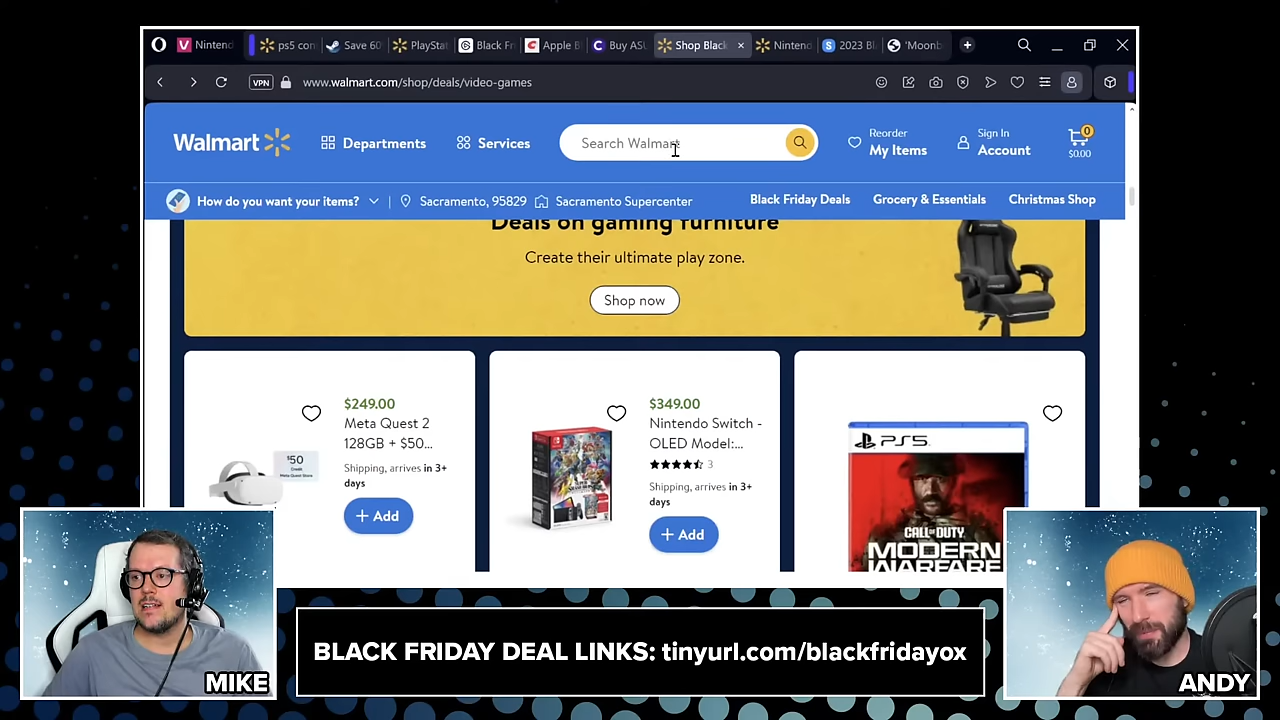 Nintend
ps5 con
Save 60
PlayStat
Black Fr
Apple B
Buy ASU
Shop Black
Nintend
2023 Bl
'Moonb
VPN
www.walmart.com/shop/deals/video-games
Walmart
Departments
Services
Search Walmart
Reorder
My Items
Sign In
Account
0
$0.00
How do you want your items?
Sacramento, 95829
Sacramento Supercenter
Black Friday Deals
Grocery & Essentials
Christmas Shop
Deals on gaming furniture
Create their ultimate play zone.
Shop now
$249.00
Meta Quest 2
128GB + $50...
Shipping, arrives in 3+
days
+ Add
$50
Credit
Meta Quest Store
$349.00
Nintendo Switch -
OLED Model:...
3
Shipping, arrives in 3+
days
+ Add
PS5
CALL OF DUTY
MODERN
WARFARE
MIKE
BLACK FRIDAY DEAL LINKS: tinyurl.com/blackfridayox
ANDY